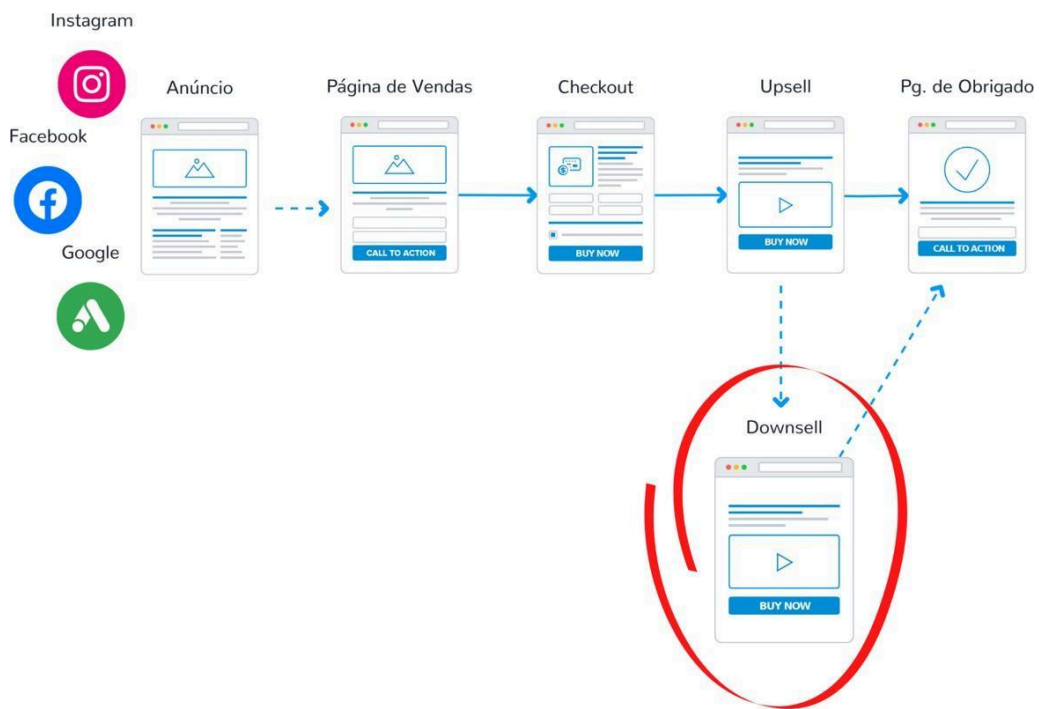 Instagram
Facebook
Google
Anúncio
Página de Vendas
CALL TO ACTION
Checkout
BUY NOW
Upsell
BUY NOW
Pg. de Obrigado
CALL TO ACTION
Downsell
BUY NOW